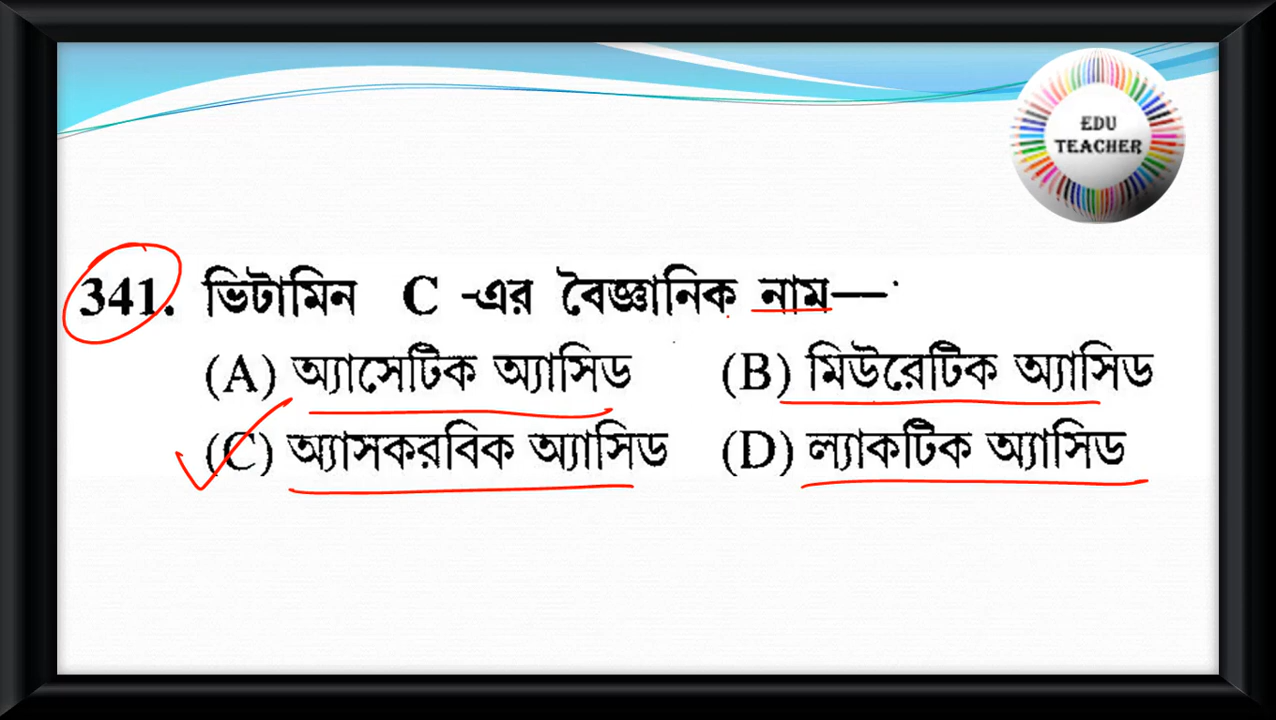 EDU
TEACHER
341. ভিটামিন C -এর বৈজ্ঞানিক নাম—
(A) অ্যাসেটিক অ্যাসিড (B) মিউরেটিক অ্যাসিড
(C) অ্যাসকরবিক অ্যাসিড (D) ল্যাকটিক অ্যাসিড